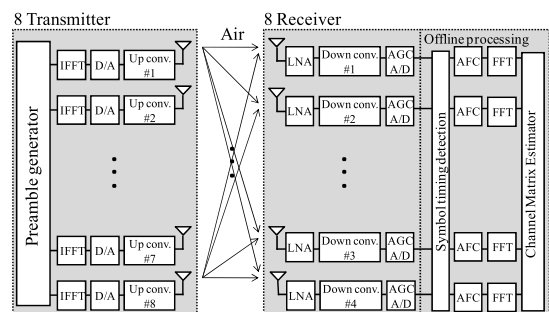 8 Transmitter
Air
8 Receiver
Offline processing
Preamble generator
IFFT D/A Up conv. #1
IFFT D/A Up conv. #2
IFFT D/A Up conv. #7
IFFT D/A Up conv. #8
LNA Down conv. #1 AGC A/D
LNA Down conv. #2 AGC A/D
LNA Down conv. #3 AGC A/D
LNA Down conv. #4 AGC A/D
Symbol timing detection
AFC FFT
AFC FFT
AFC FFT
AFC FFT
Channel Matrix Estimator